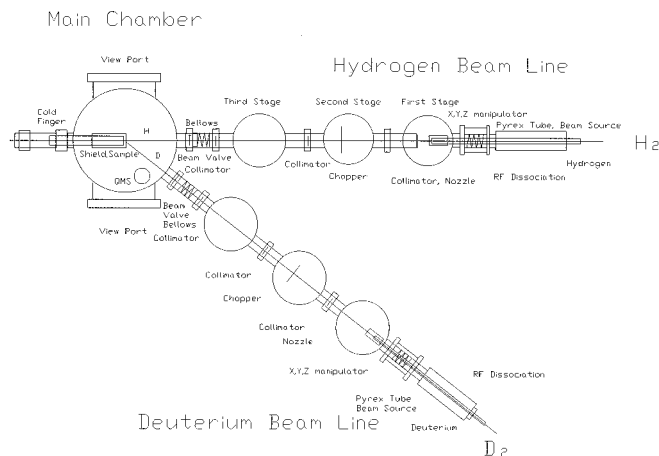 Main Chamber
View Port
Hydrogen Beam Line
Cold
Finger
Bellows
Third Stage
Second Stage
First Stage
X,Y,Z manipulator
Pyrex Tube, Beam Source
H
H2
Shield,Sample
D
Beam Valve
Collimator
Collimator
Chopper
Collimator, Nozzle
RF Dissociation
Hydrogen
QMS
Beam
Valve
Bellows
Collimator
View Port
Collimator
Chopper
Collimator
Nozzle
X,Y,Z manipulator
RF Dissociation
Pyrex Tube
Beam Source
Deuterium
Deuterium Beam Line
D2